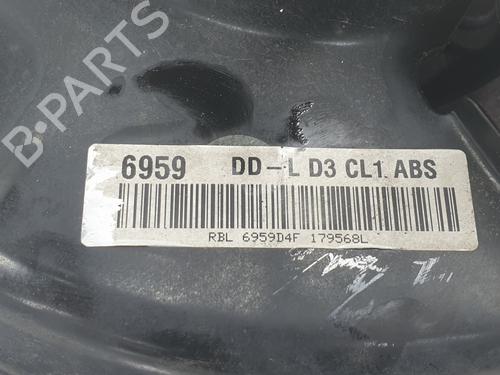 B-PARTS
6959 DD-L D3 CL1 ABS
RBL 6959D4F 179568L